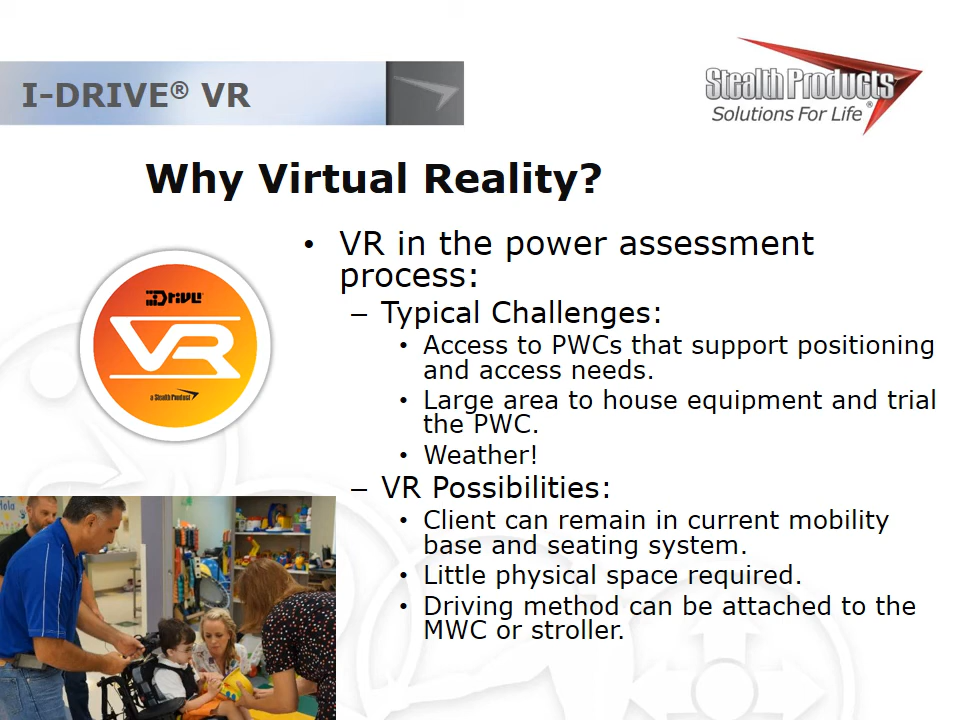 I-DRIVE® VR
Stealth Products®
Solutions For Life
Why Virtual Reality?
• VR in the power assessment
process:
– Typical Challenges:
• Access to PWCs that support positioning
and access needs.
• Large area to house equipment and trial
the PWC.
• Weather!
– VR Possibilities:
• Client can remain in current mobility
base and seating system.
• Little physical space required.
• Driving method can be attached to the
MWC or stroller.
iDrive
VR
a Stealth Product